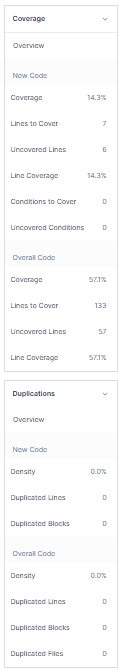 Coverage
Overview
New Code
Coverage 14.3%
Lines to Cover 7
Uncovered Lines 6
Line Coverage 14.3%
Conditions to Cover 0
Uncovered Conditions 0
Overall Code
Coverage 57.1%
Lines to Cover 133
Uncovered Lines 57
Line Coverage 57.1%
Duplications
Overview
New Code
Density 0.0%
Duplicated Lines 0
Duplicated Blocks 0
Overall Code
Density 0.0%
Duplicated Lines 0
Duplicated Blocks 0
Duplicated Files 0